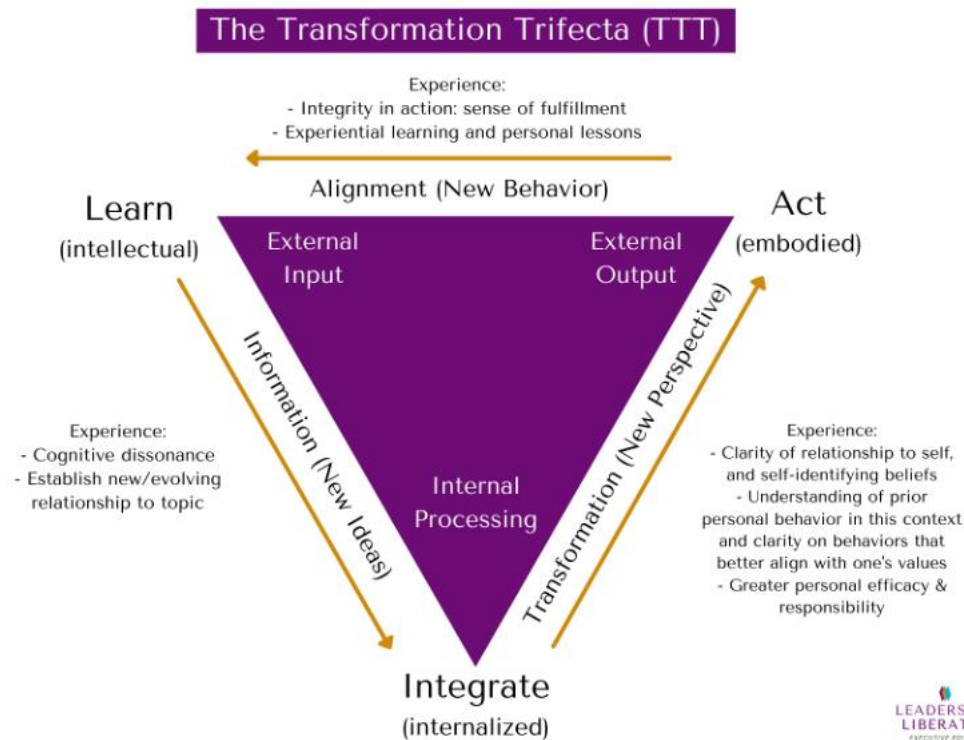 The Transformation Trifecta (TTT)
Experience:
- Integrity in action: sense of fulfillment
- Experiential learning and personal lessons
Alignment (New Behavior)
Learn
(intellectual)
Act
(embodied)
External
Input
External
Output
Information (New Ideas)
Transformation (New Perspective)
Experience:
- Cognitive dissonance
- Establish new/evolving
relationship to topic
Internal
Processing
Experience:
- Clarity of relationship to self,
and self-identifying beliefs
- Understanding of prior
personal behavior in this context
and clarity on behaviors that
better align with one's values
- Greater personal efficacy &
responsibility
Integrate
(internalized)
LEADERS
LIBERAT